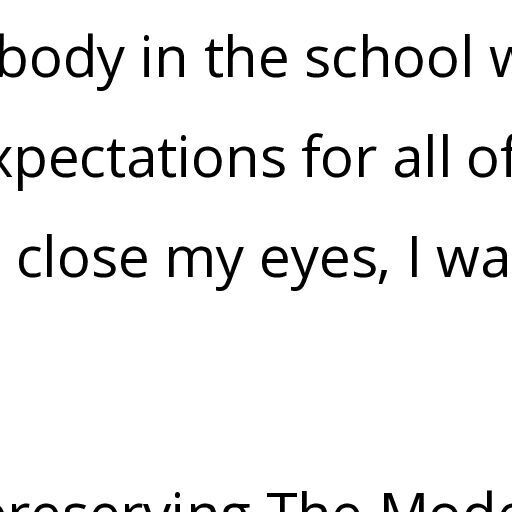 body in the school w
xpectations for all of
close my eyes, I wa
preserving The Mode